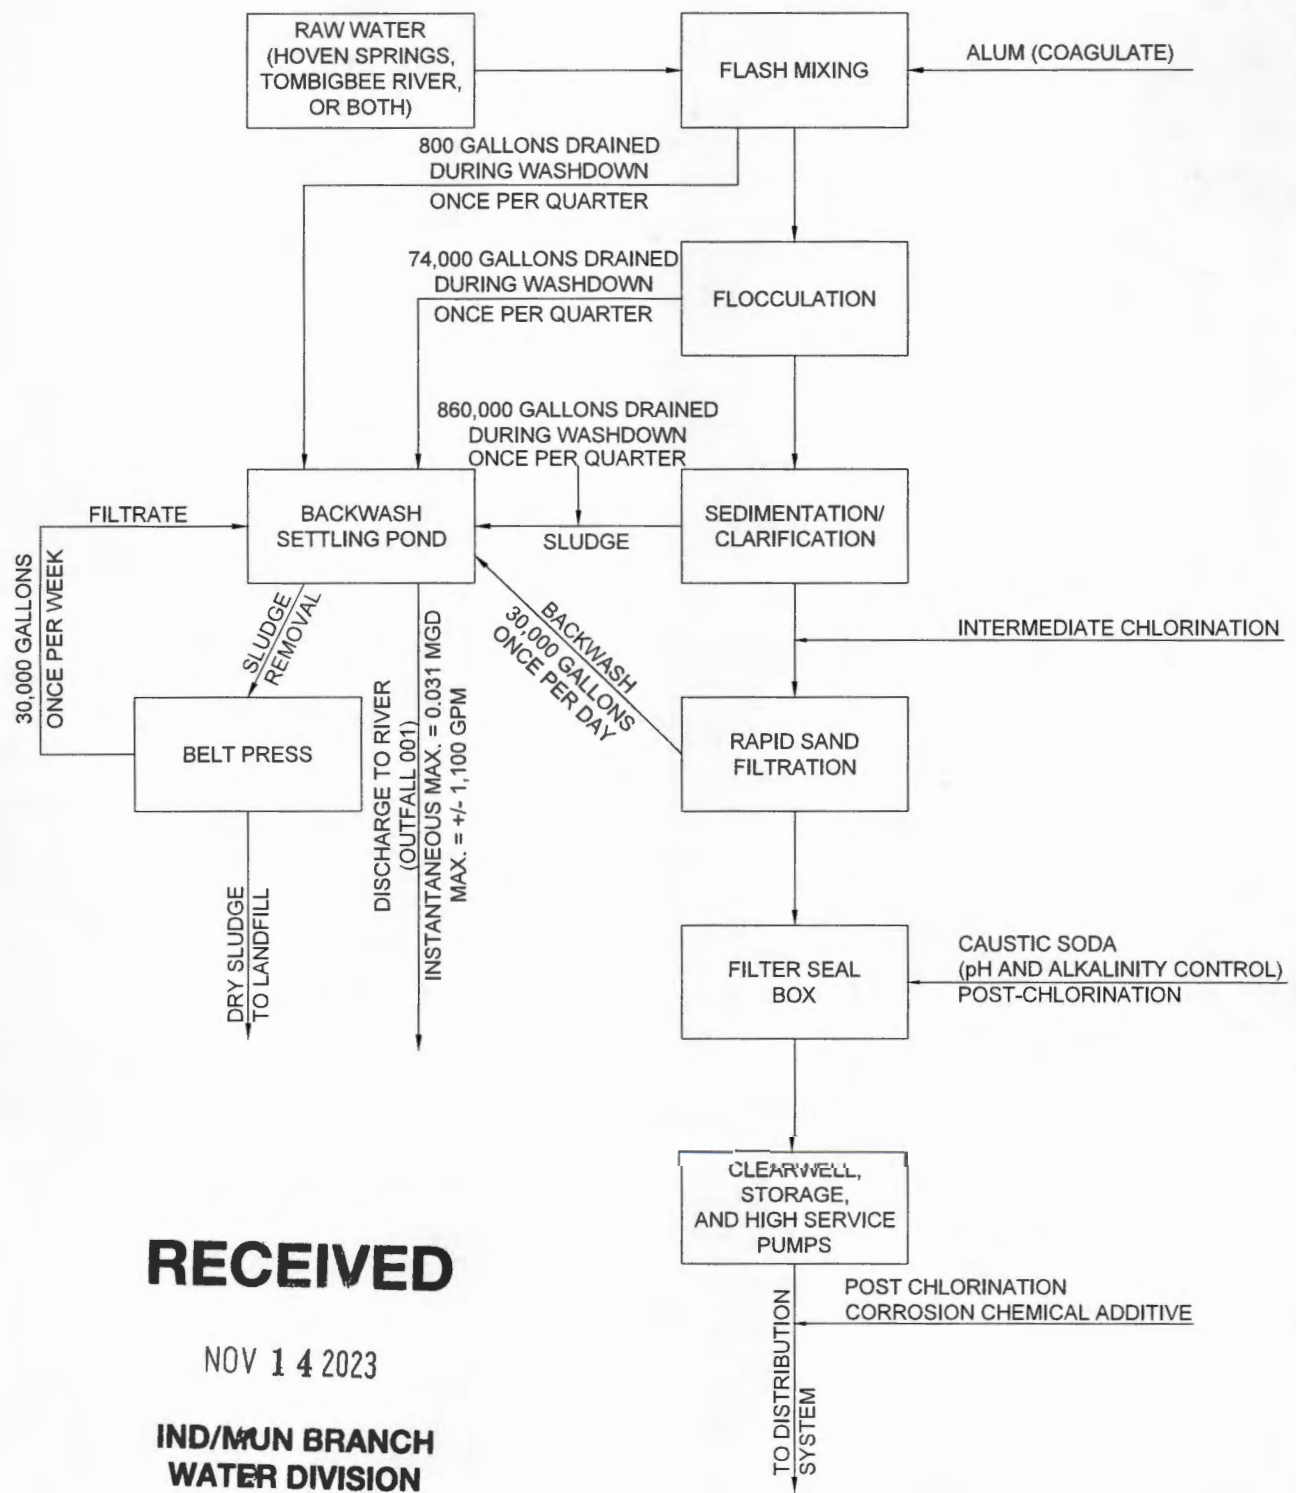 RAW WATER
(HOVEN SPRINGS,
TOMBIGBEE RIVER,
OR BOTH)
FLASH MIXING
ALUM (COAGULATE)
800 GALLONS DRAINED
DURING WASHDOWN
ONCE PER QUARTER
74,000 GALLONS DRAINED
DURING WASHDOWN
ONCE PER QUARTER
FLOCCULATION
860,000 GALLONS DRAINED
DURING WASHDOWN
ONCE PER QUARTER
FILTRATE
BACKWASH
SETTLING POND
SLUDGE
SEDIMENTATION/
CLARIFICATION
30,000 GALLONS
ONCE PER WEEK
SLUDGE
REMOVAL
BACKWASH
30,000 GALLONS
ONCE PER DAY
INTERMEDIATE CHLORINATION
BELT PRESS
DISCHARGE TO RIVER
(OUTFALL 001)
INSTANTANEOUS MAX. = 0.031 MGD
MAX. = +/- 1,100 GPM
RAPID SAND
FILTRATION
DRY SLUDGE
TO LANDFILL
FILTER SEAL
BOX
CAUSTIC SODA
(pH AND ALKALINITY CONTROL)
POST-CHLORINATION
CLEARWELL,
STORAGE,
AND HIGH SERVICE
PUMPS
POST CHLORINATION
CORROSION CHEMICAL ADDITIVE
TO DISTRIBUTION
SYSTEM
RECEIVED
NOV 14 2023
IND/MUN BRANCH
WATER DIVISION